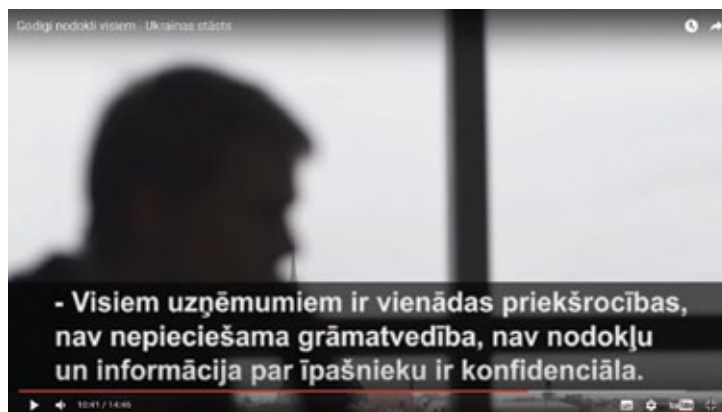 Godīgi nodokļi visiem - Ukrainas stāsts
- Visiem uzņēmumiem ir vienādas priekšrocības,
nav nepieciešama grāmatvedība, nav nodokļu
un informācija par īpašnieku ir konfidenciāla.
10:41 / 14:46
YouTube